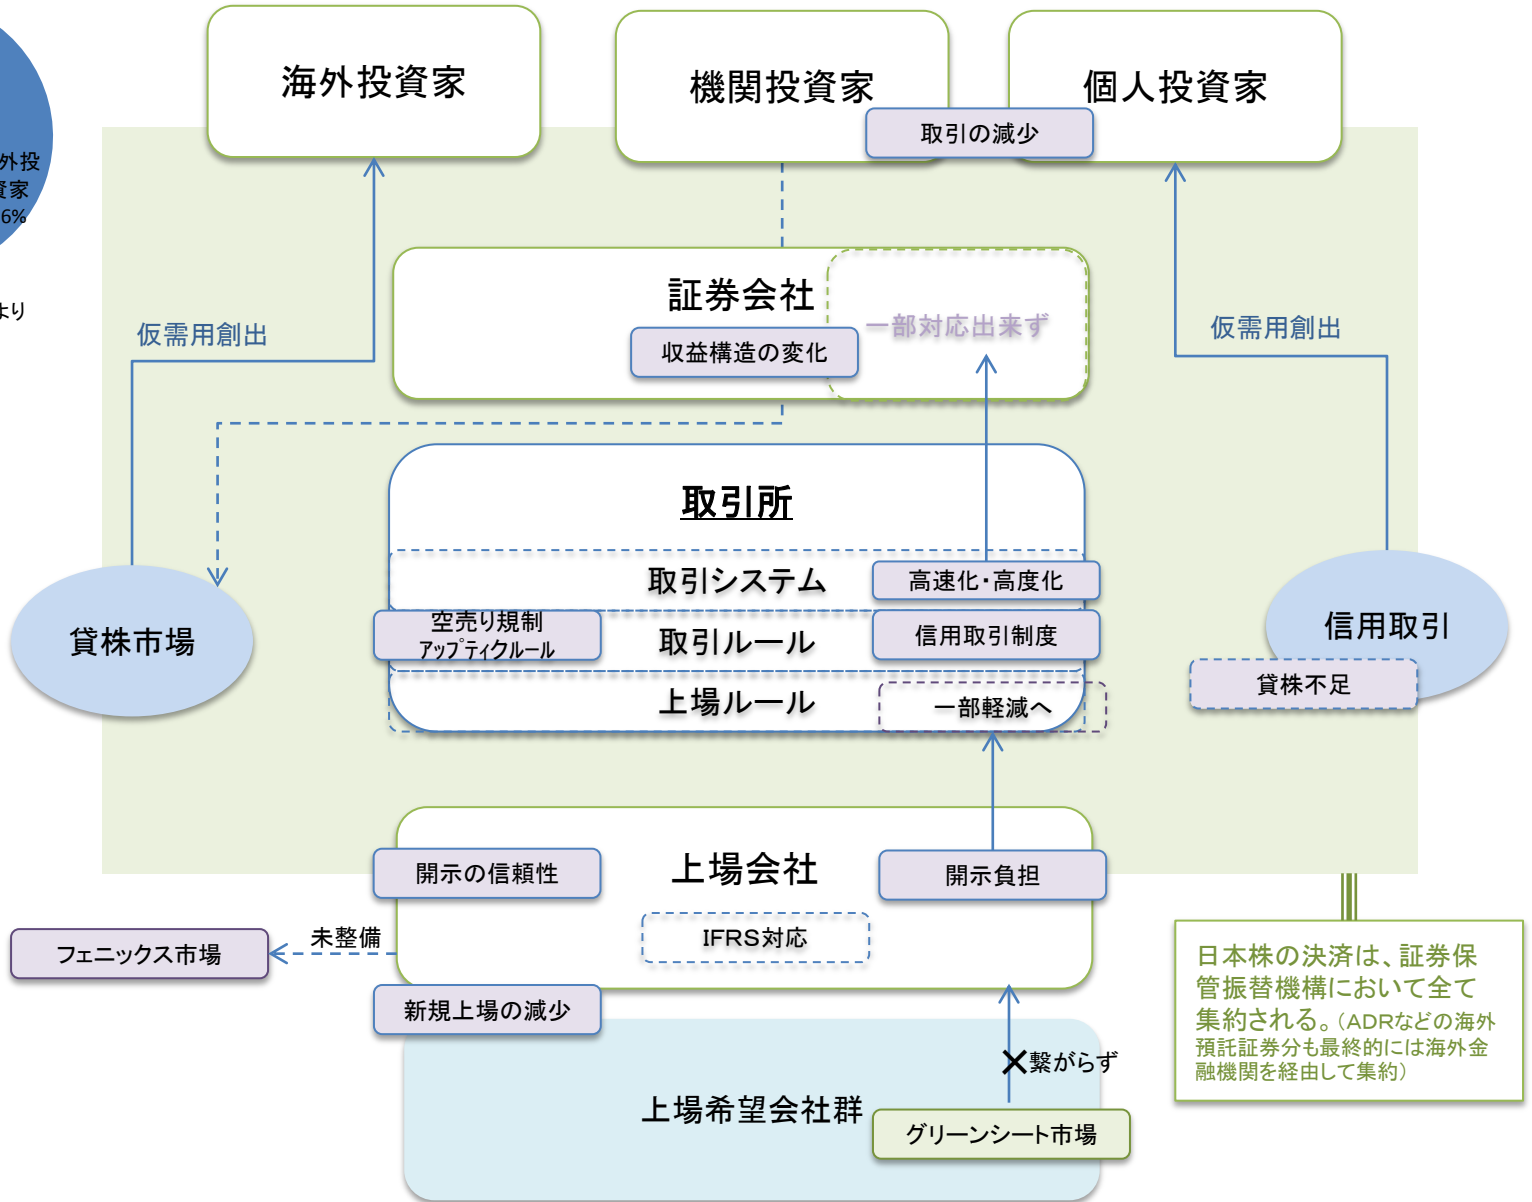 海外投資家
機関投資家
個人投資家
取引の減少
外投
資家
6%
より
証券会社
一部対応出来ず
収益構造の変化
仮需用創出
仮需用創出
取引所
取引システム
高速化・高度化
空売り規制
アップティクルール
取引ルール
信用取引制度
上場ルール
一部軽減へ
貸株市場
信用取引
貸株不足
上場会社
開示の信頼性
開示負担
IFRS対応
未整備
フェニックス市場
新規上場の減少
日本株の決済は、証券保
管振替機構において全て
集約される。（ADRなどの海外
預託証券分も最終的には海外金
融機関を経由して集約）
繋がらず
上場希望会社群
グリーンシート市場